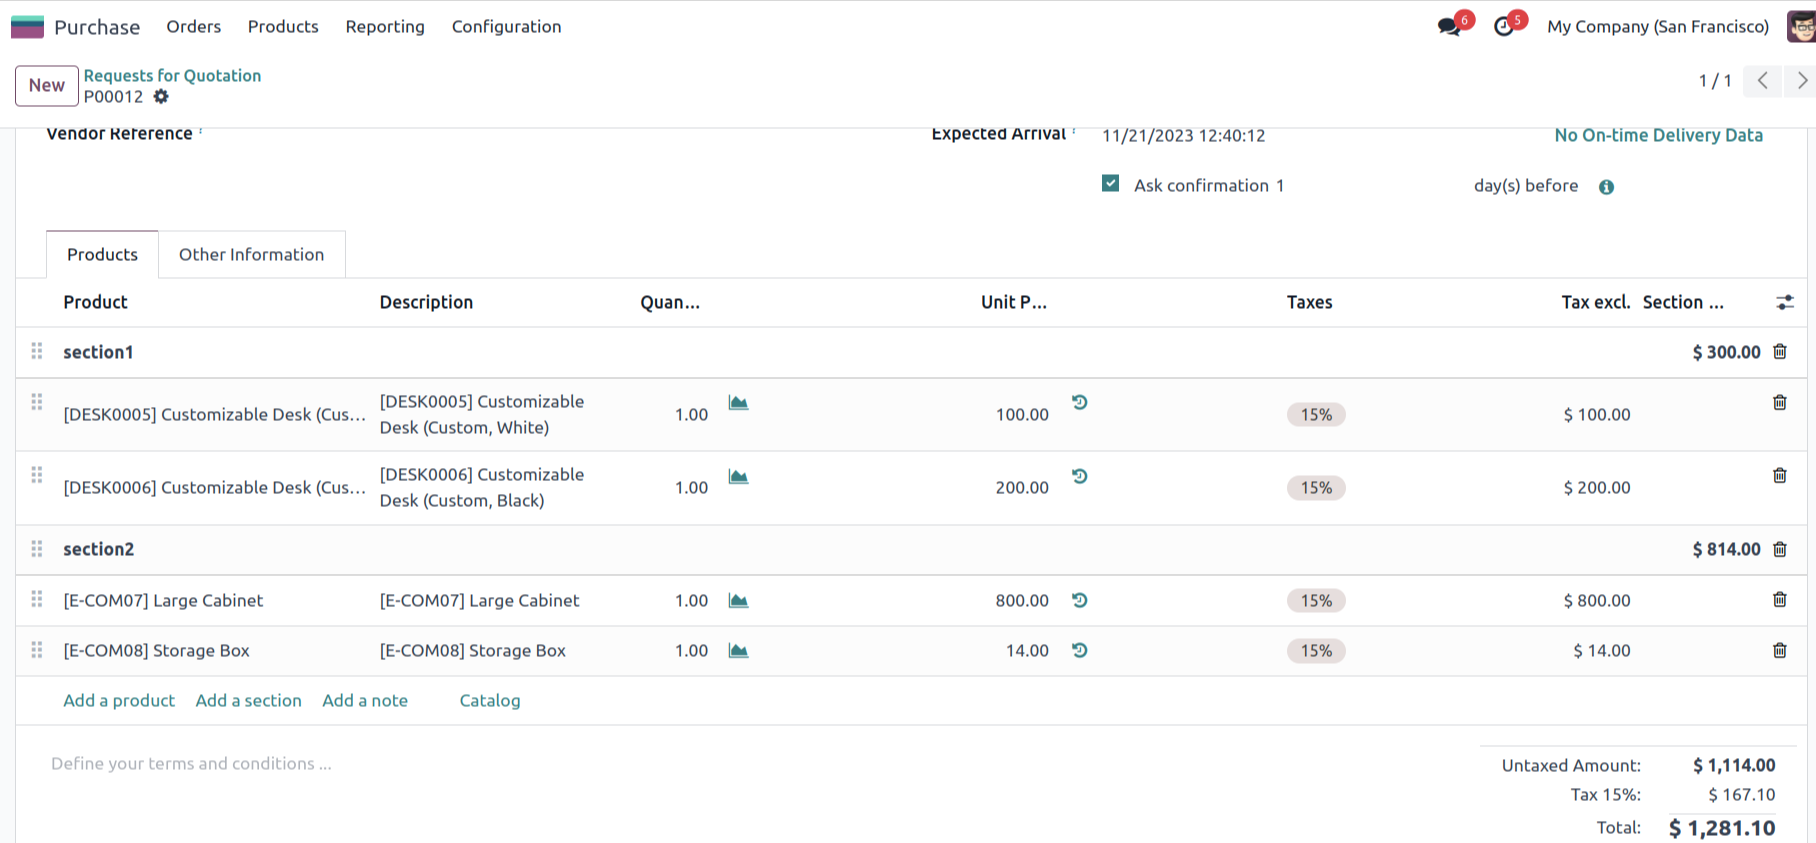 Purchase Orders Products Reporting Configuration 6 5 My Company (San Francisco)
New Requests for Quotation
P00012 1 / 1
Vendor Reference ? Expected Arrival ? 11/21/2023 12:40:12 No On-time Delivery Data
Ask confirmation 1 day(s) before
Products Other Information
Product Description Quan... Unit P... Taxes Tax excl. Section ...
section1 $ 300.00
[DESK0005] Customizable Desk (Cus... [DESK0005] Customizable
Desk (Custom, White) 1.00 100.00 15% $ 100.00
[DESK0006] Customizable Desk (Cus... [DESK0006] Customizable
Desk (Custom, Black) 1.00 200.00 15% $ 200.00
section2 $ 814.00
[E-COM07] Large Cabinet [E-COM07] Large Cabinet 1.00 800.00 15% $ 800.00
[E-COM08] Storage Box [E-COM08] Storage Box 1.00 14.00 15% $ 14.00
Add a product Add a section Add a note Catalog
Define your terms and conditions ...
Untaxed Amount: $ 1,114.00
Tax 15%: $ 167.10
Total: $ 1,281.10